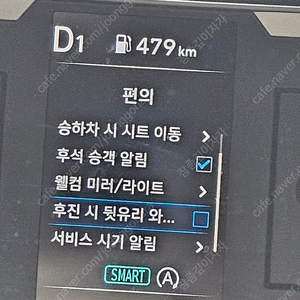 D1 479 km
편의
승하차 시 시트 이동
후석 승객 알림
웰컴 미러/라이트
후진 시 뒷유리 와...
서비스 시기 알림
SMART A